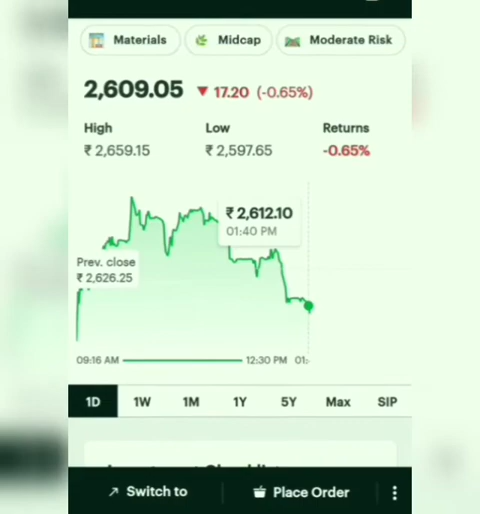 Materials Midcap Moderate Risk
2,609.05 ▼ 17.20 (-0.65%)
High Low Returns
₹ 2,659.15 ₹ 2,597.65 -0.65%
₹ 2,612.10
01:40 PM
Prev. close
₹ 2,626.25
09:16 AM 12:30 PM 01:
1D 1W 1M 1Y 5Y Max SIP
Switch to Place Order